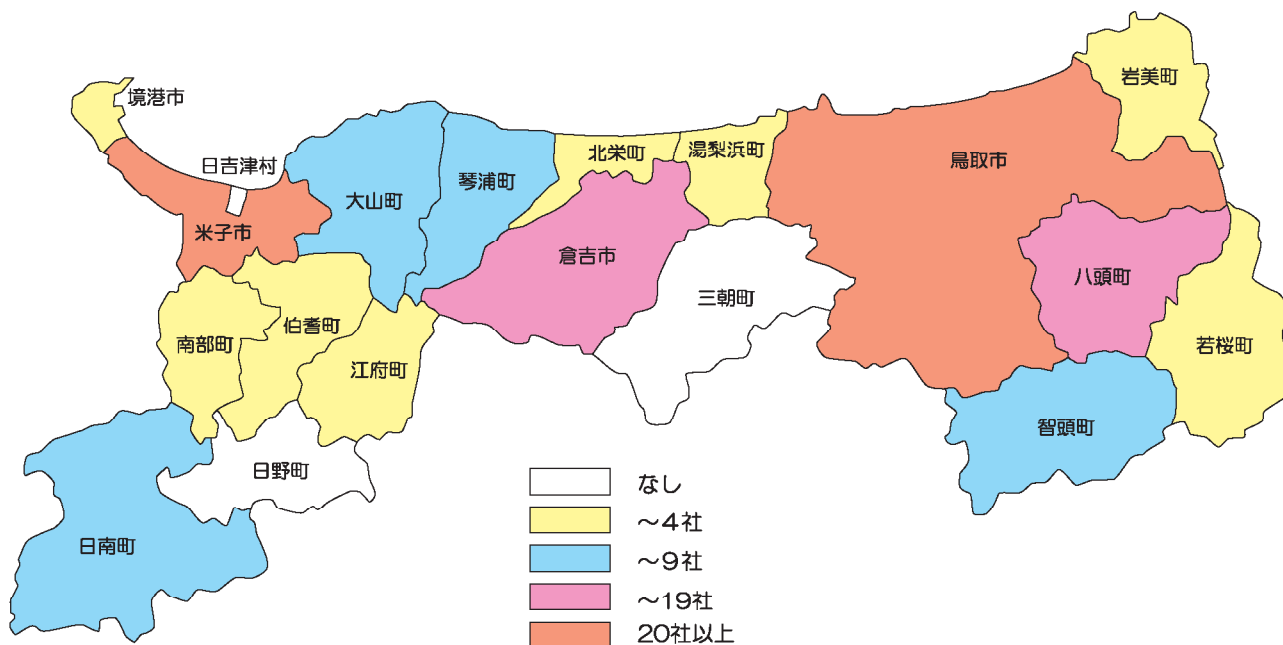 岩美町
境港市
日吉津村
北栄町
湯梨浜町
鳥取市
大山町
琴浦町
米子市
倉吉市
八頭町
三朝町
伯耆町
南部町
江府町
若桜町
智頭町
日野町
日南町
なし
～4社
～9社
～19社
20社以上